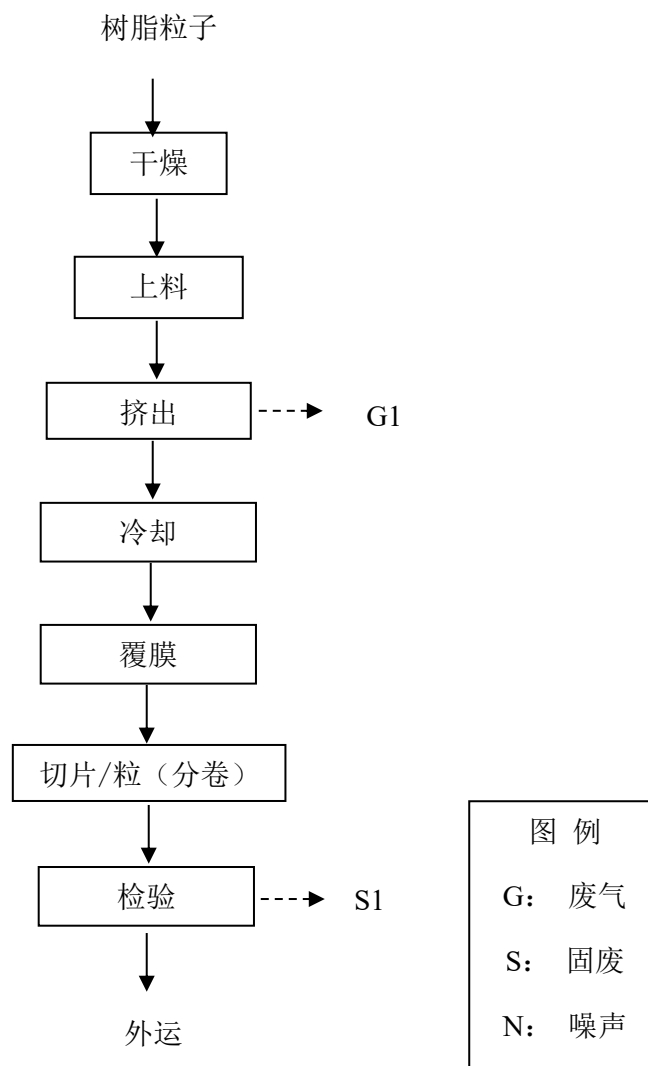 树脂粒子
干燥
上料
挤出
G1
冷却
覆膜
切片/粒（分卷）
检验
S1
外运
图 例
G： 废气
S： 固废
N： 噪声